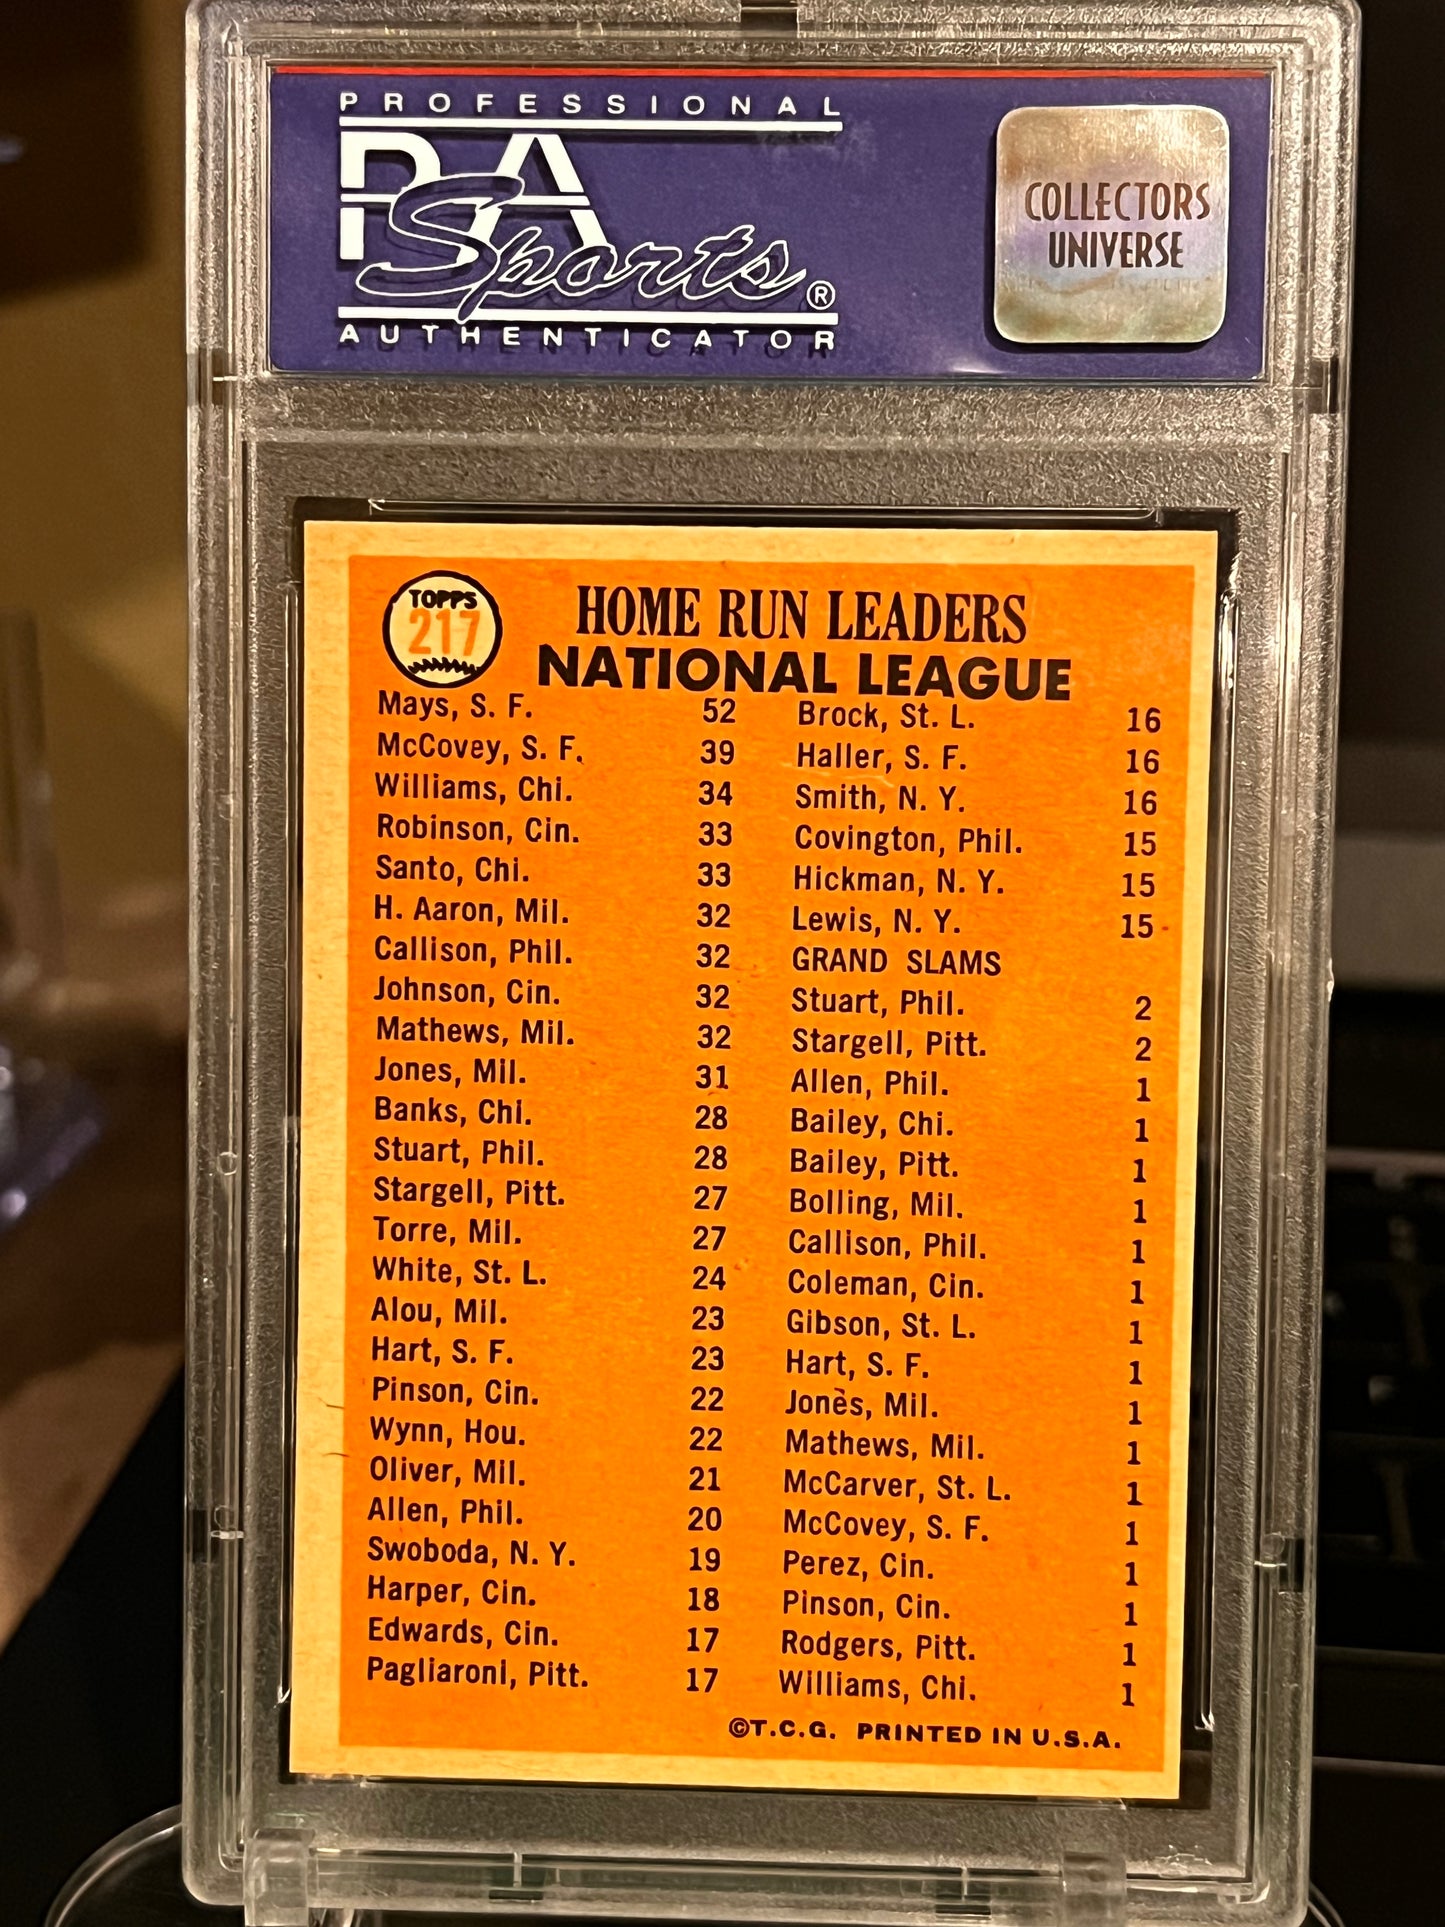 PROFESSIONAL
PSA
Sports®
AUTHENTICATOR
COLLECTORS
UNIVERSE
TOPPS
217
HOME RUN LEADERS
NATIONAL LEAGUE
Mays, S. F. 52
McCovey, S. F. 39
Williams, Chi. 34
Robinson, Cin. 33
Santo, Chi. 33
H. Aaron, Mil. 32
Callison, Phil. 32
Johnson, Cin. 32
Mathews, Mil. 32
Jones, Mil. 31
Banks, Chi. 28
Stuart, Phil. 28
Stargell, Pitt. 27
Torre, Mil. 27
White, St. L. 24
Alou, Mil. 23
Hart, S. F. 23
Pinson, Cin. 22
Wynn, Hou. 22
Oliver, Mil. 21
Allen, Phil. 20
Swoboda, N. Y. 19
Harper, Cin. 18
Edwards, Cin. 17
Pagliaroni, Pitt. 17
Brock, St. L. 16
Haller, S. F. 16
Smith, N. Y. 16
Covington, Phil. 15
Hickman, N. Y. 15
Lewis, N. Y. 15
GRAND SLAMS
Stuart, Phil. 2
Stargell, Pitt. 2
Allen, Phil. 1
Bailey, Chi. 1
Bailey, Pitt. 1
Bolling, Mil. 1
Callison, Phil. 1
Coleman, Cin. 1
Gibson, St. L. 1
Hart, S. F. 1
Jones, Mil. 1
Mathews, Mil. 1
McCarver, St. L. 1
McCovey, S. F. 1
Perez, Cin. 1
Pinson, Cin. 1
Rodgers, Pitt. 1
Williams, Chi. 1
©T.C.G. PRINTED IN U.S.A.